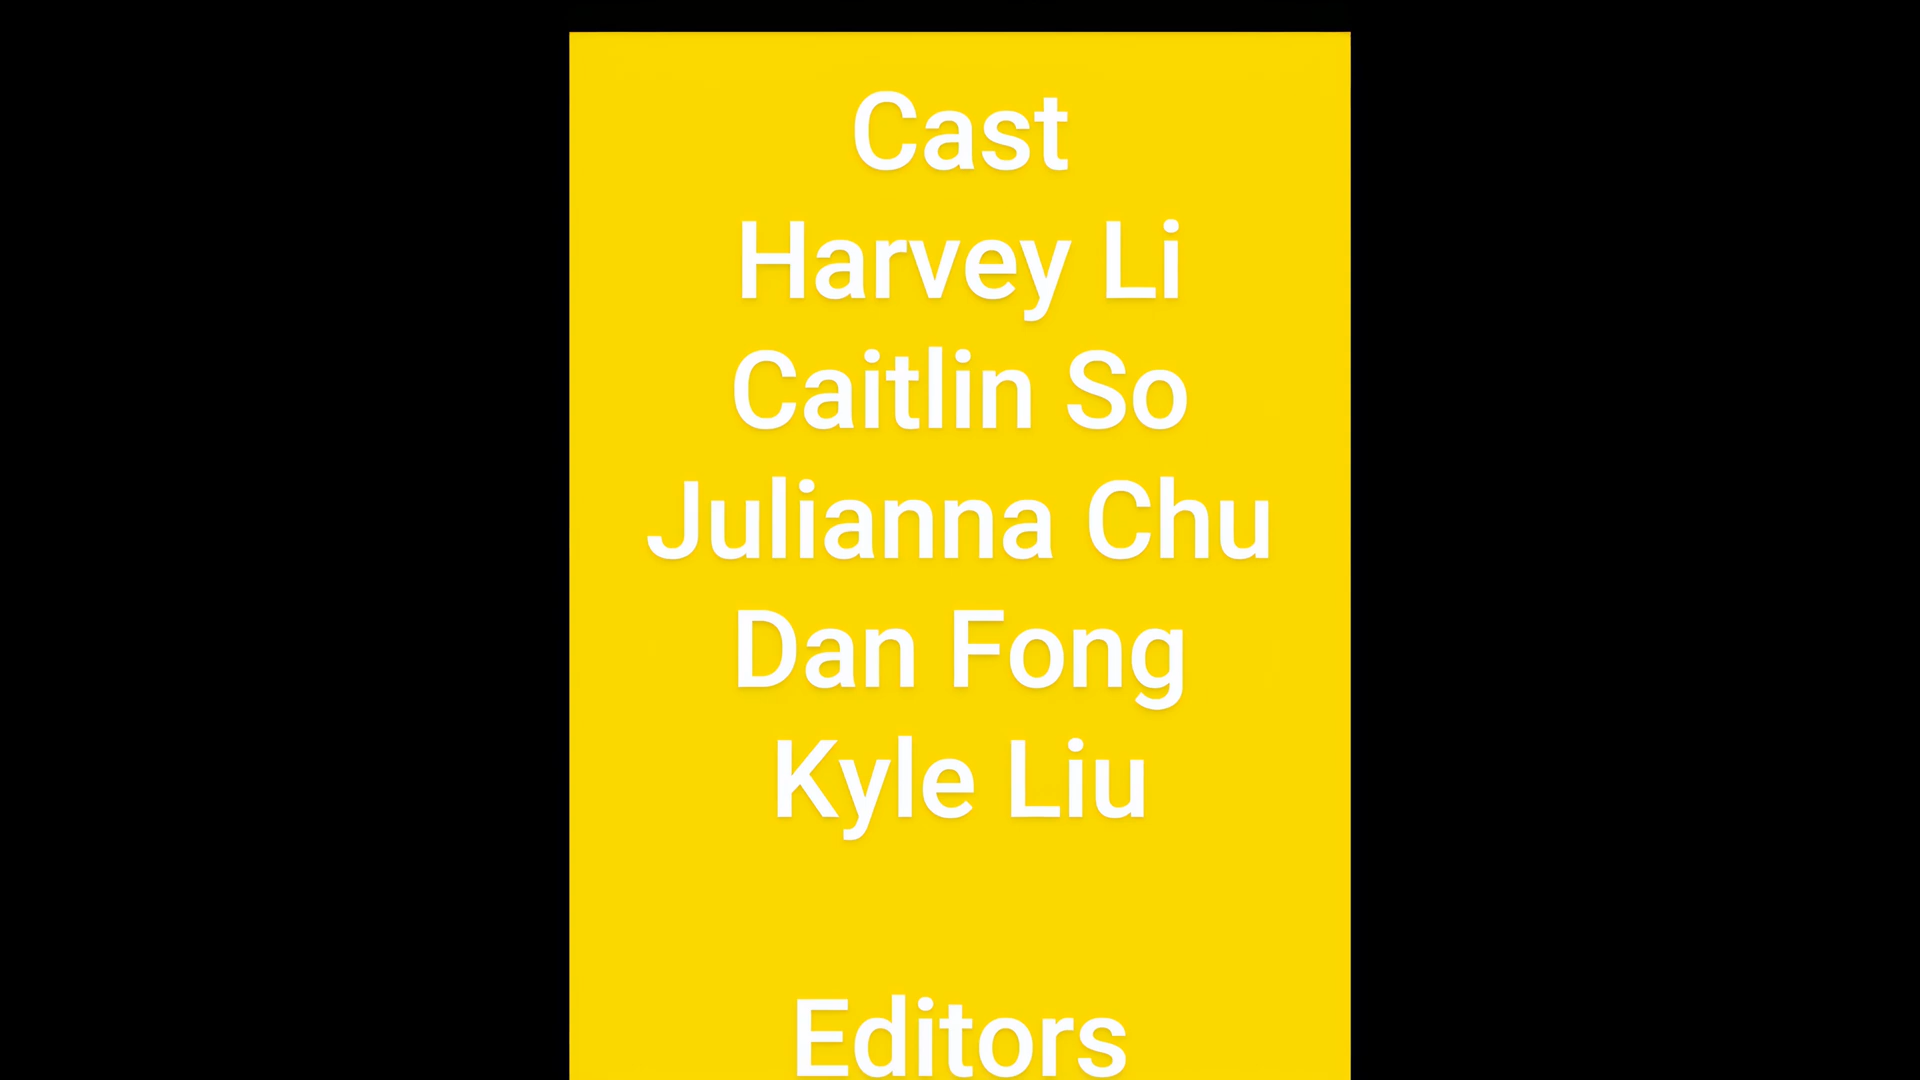 Cast
Harvey Li
Caitlin So
Julianna Chu
Dan Fong
Kyle Liu
Editors